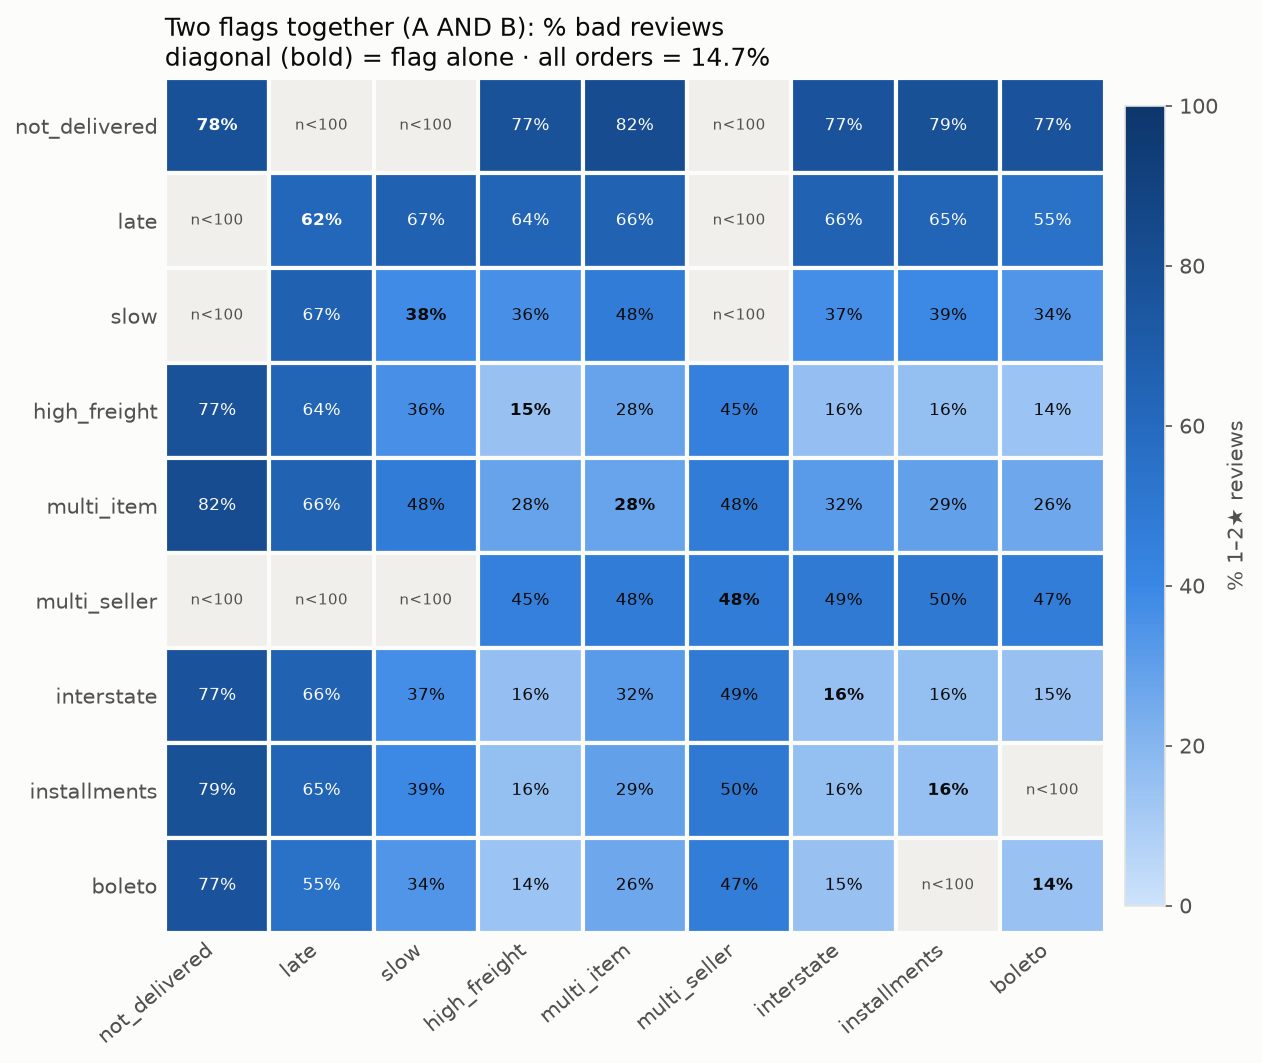 Two flags together (A AND B): % bad reviews
diagonal (bold) = flag alone · all orders = 14.7%
not_delivered 78% n<100 n<100 77% 82% n<100 77% 79% 77%
late n<100 62% 67% 64% 66% n<100 66% 65% 55%
slow n<100 67% 38% 36% 48% n<100 37% 39% 34%
high_freight 77% 64% 36% 15% 28% 45% 16% 16% 14%
multi_item 82% 66% 48% 28% 28% 48% 32% 29% 26%
multi_seller n<100 n<100 n<100 45% 48% 48% 49% 50% 47%
interstate 77% 66% 37% 16% 32% 49% 16% 16% 15%
installments 79% 65% 39% 16% 29% 50% 16% 16% n<100
boleto 77% 55% 34% 14% 26% 47% 15% n<100 14%
not_delivered late slow high_freight multi_item multi_seller interstate installments boleto
100
80
60
40
20
0
% 1–2★ reviews